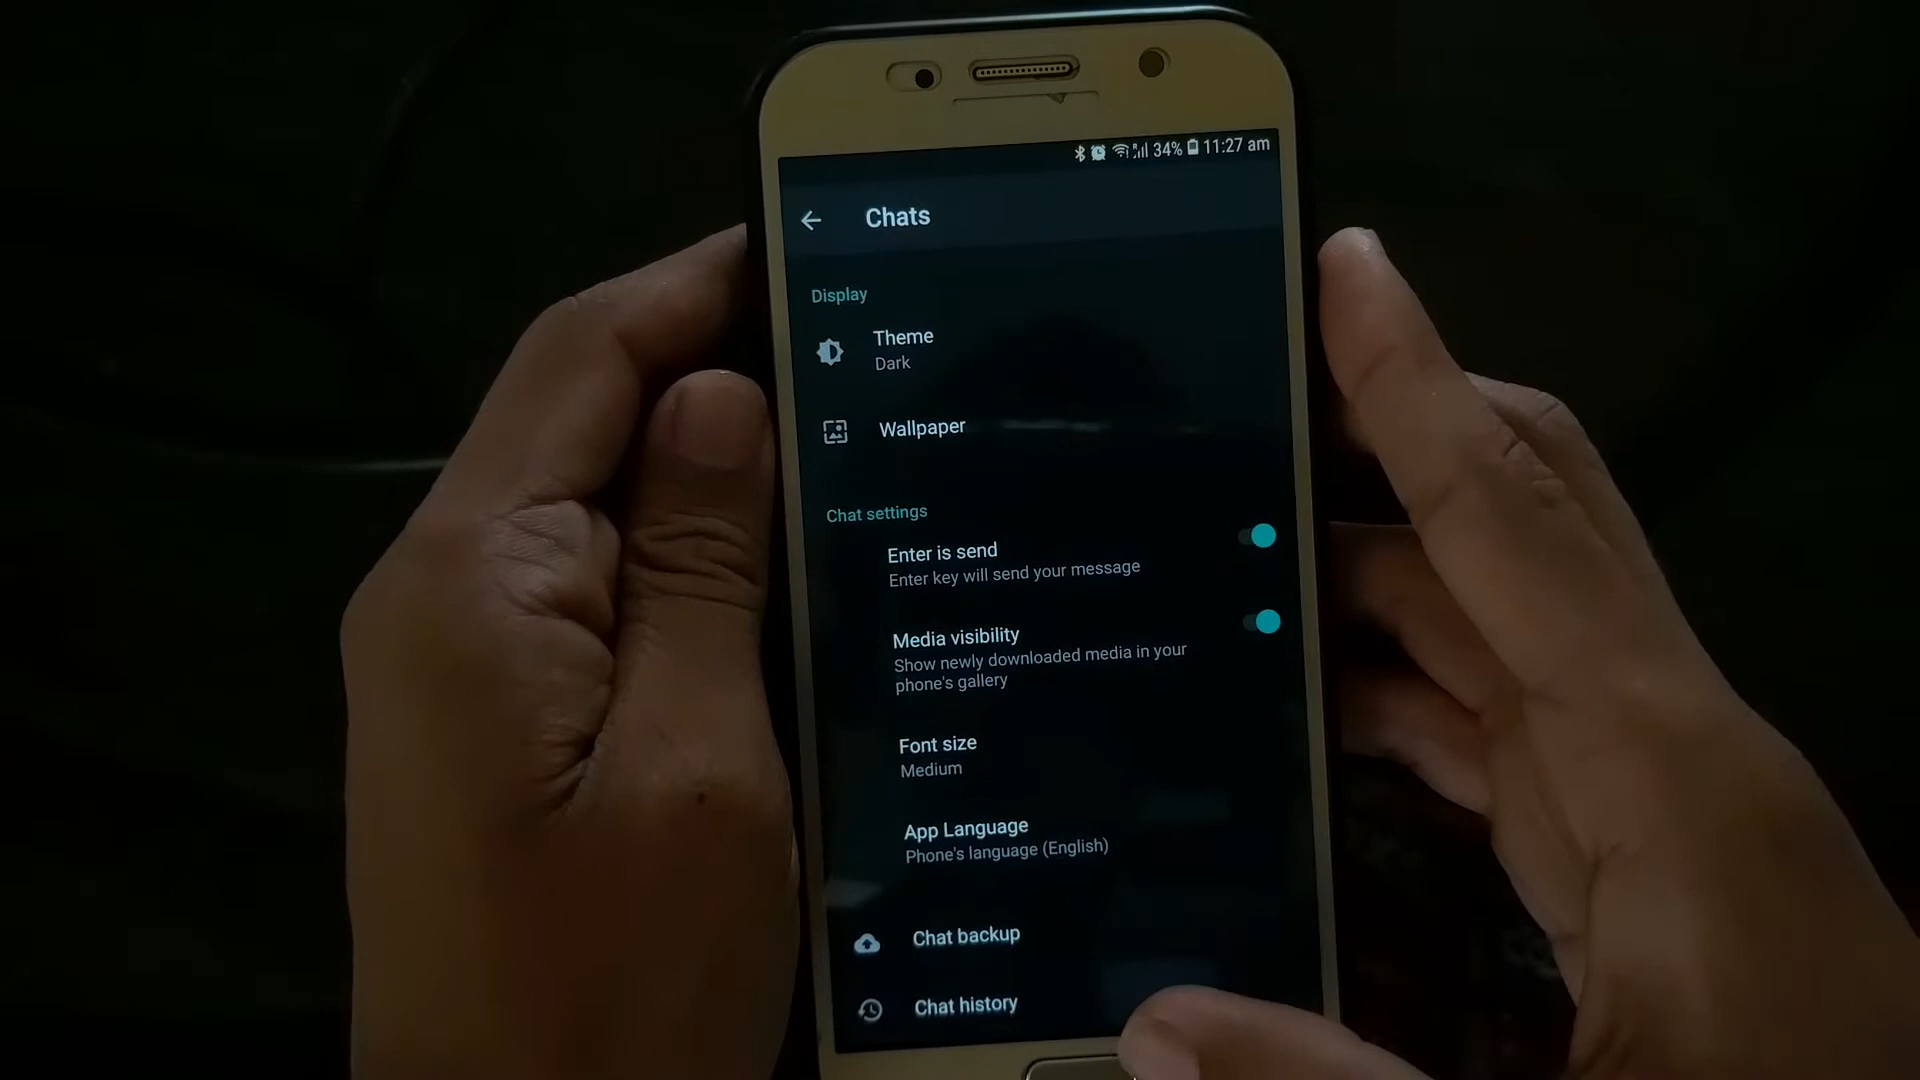 34% 11:27 am
Chats
Display
Theme
Dark
Wallpaper
Chat settings
Enter is send
Enter key will send your message
Media visibility
Show newly downloaded media in your
phone's gallery
Font size
Medium
App Language
Phone's language (English)
Chat backup
Chat history